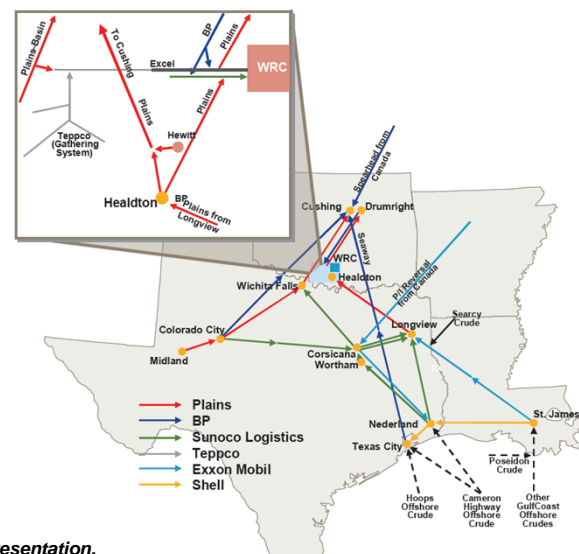 Plains-Basin
To Cushing
BP
Plains
Excel
WRC
Plains
Plains
Teppco
(Gathering
System)
Hewitt
Healdton
BP
Plains from
Longview
Spearhead from
Canada
Cushing
Drumright
Seaway
WRC
Healdton
P/l Reversal
from Canada
Wichita Falls
Colorado City
Longview
Searcy
Crude
Midland
Corsicana
Wortham
Plains
BP
Sunoco Logistics
Teppco
Exxon Mobil
Shell
Nederland
St. James
Texas City
Poseidon
Crude
Hoops
Offshore
Crude
Cameron
Highway
Offshore
Crude
Other
GulfCoast
Offshore
Crudes
resentation.